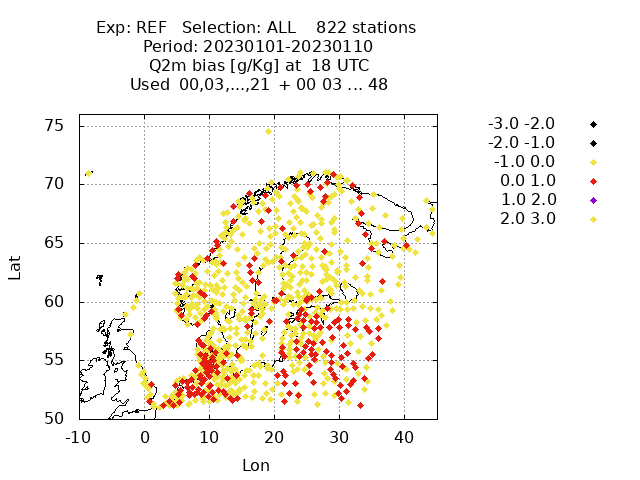 Exp: REF   Selection: ALL    822 stations
Period: 20230101-20230110
Q2m bias [g/Kg] at  18 UTC
Used  00,03,...,21  + 00 03 ... 48
-3.0 -2.0
-2.0 -1.0
-1.0 0.0
0.0 1.0
1.0 2.0
2.0 3.0
75
70
65
60
55
50
Lat
-10 0 10 20 30 40
Lon